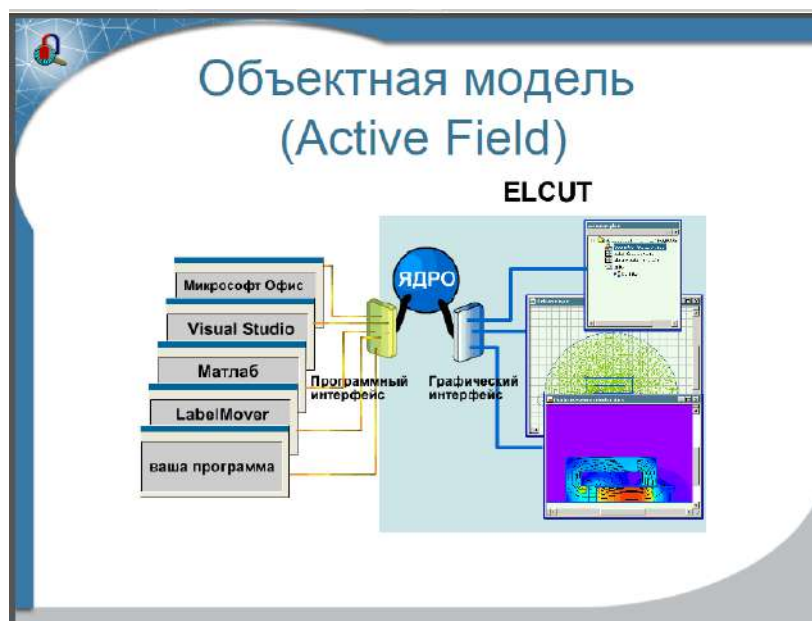 Объектная модель
(Active Field)
ELCUT
ЯДРО
Микрософт Офис
Visual Studio
Матлаб
LabelMover
ваша программа
Программный
интерфейс
Графический
интерфейс